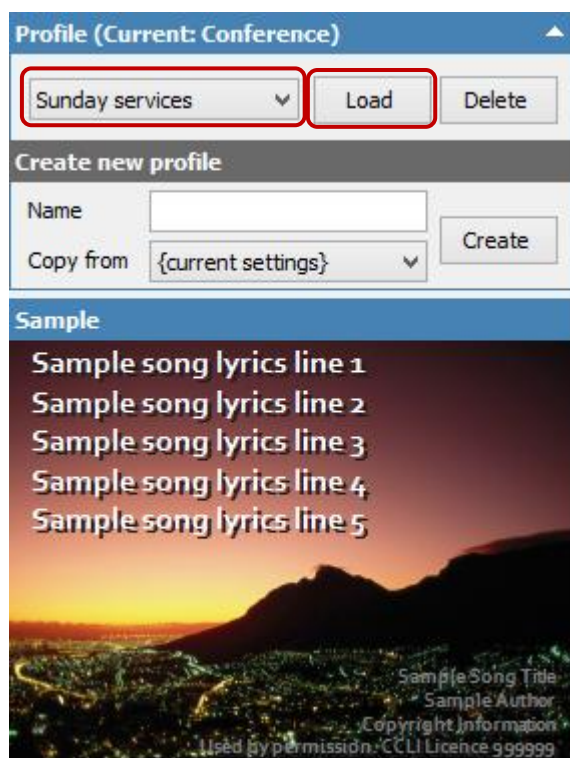 Profile (Current: Conference)
Sunday services Load Delete
Create new profile
Name
Create
Copy from {current settings}
Sample
Sample song lyrics line 1
Sample song lyrics line 2
Sample song lyrics line 3
Sample song lyrics line 4
Sample song lyrics line 5
Sample Song Title
Sample Author
Copyright Information
Used by permission. CCLI Licence 999999